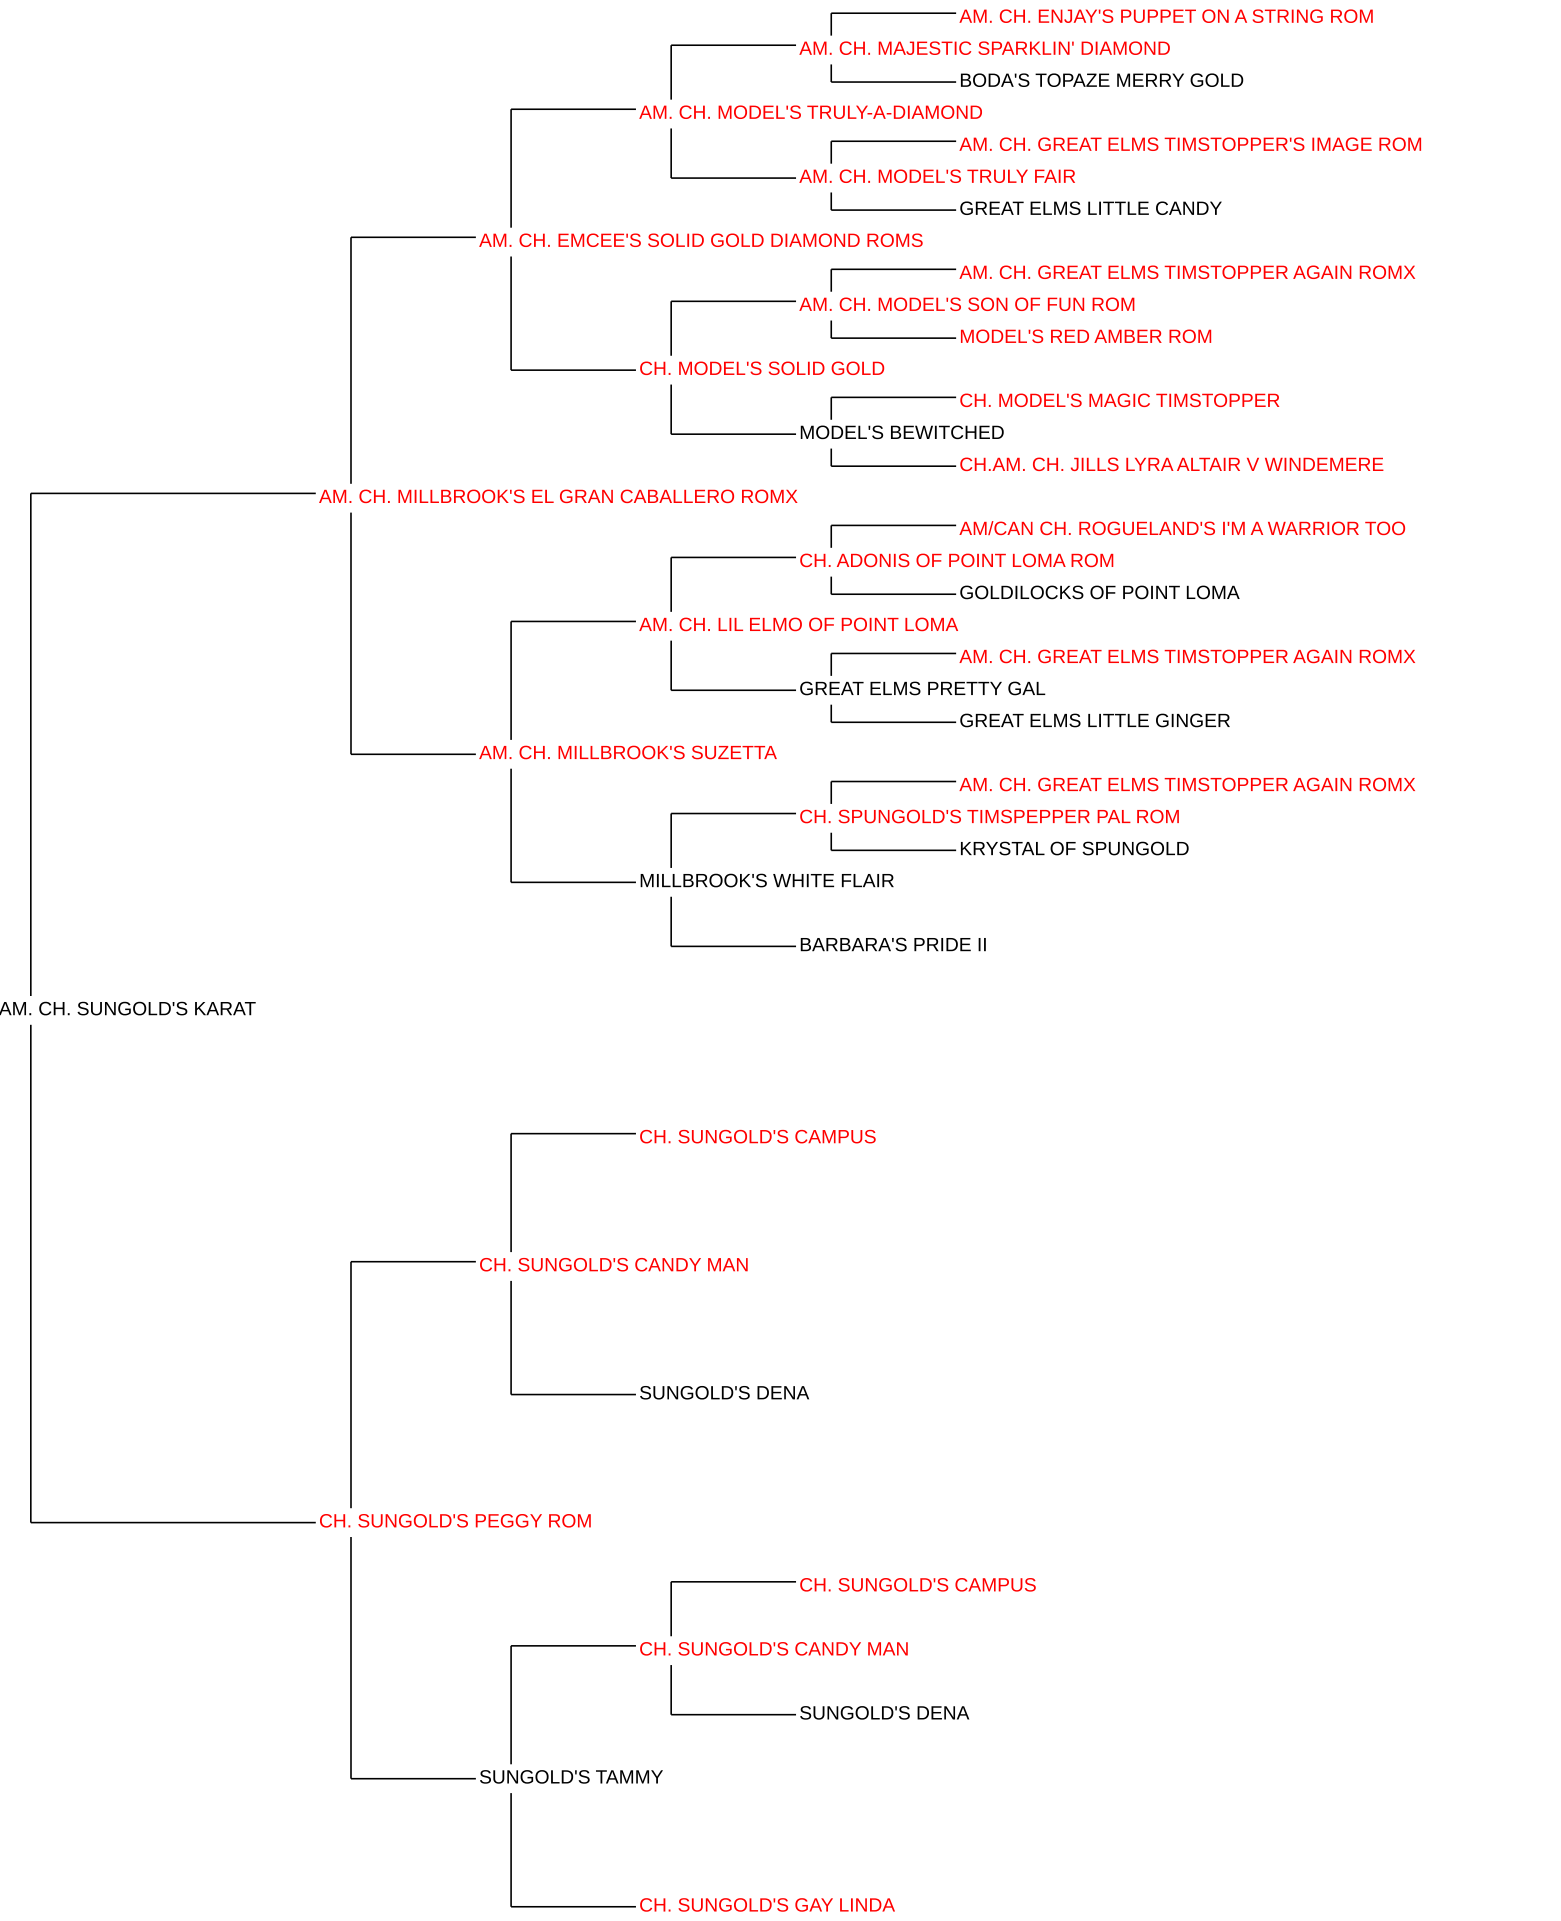 AM. CH. ENJAY'S PUPPET ON A STRING ROM
AM. CH. MAJESTIC SPARKLIN' DIAMOND
BODA'S TOPAZE MERRY GOLD
AM. CH. MODEL'S TRULY-A-DIAMOND
AM. CH. GREAT ELMS TIMSTOPPER'S IMAGE ROM
AM. CH. MODEL'S TRULY FAIR
GREAT ELMS LITTLE CANDY
AM. CH. EMCEE'S SOLID GOLD DIAMOND ROMS
AM. CH. GREAT ELMS TIMSTOPPER AGAIN ROMX
AM. CH. MODEL'S SON OF FUN ROM
MODEL'S RED AMBER ROM
CH. MODEL'S SOLID GOLD
CH. MODEL'S MAGIC TIMSTOPPER
MODEL'S BEWITCHED
CH.AM. CH. JILLS LYRA ALTAIR V WINDEMERE
AM. CH. MILLBROOK'S EL GRAN CABALLERO ROMX
AM/CAN CH. ROGUELAND'S I'M A WARRIOR TOO
CH. ADONIS OF POINT LOMA ROM
GOLDILOCKS OF POINT LOMA
AM. CH. LIL ELMO OF POINT LOMA
AM. CH. GREAT ELMS TIMSTOPPER AGAIN ROMX
GREAT ELMS PRETTY GAL
GREAT ELMS LITTLE GINGER
AM. CH. MILLBROOK'S SUZETTA
AM. CH. GREAT ELMS TIMSTOPPER AGAIN ROMX
CH. SPUNGOLD'S TIMSPEPPER PAL ROM
KRYSTAL OF SPUNGOLD
MILLBROOK'S WHITE FLAIR
BARBARA'S PRIDE II
AM. CH. SUNGOLD'S KARAT
CH. SUNGOLD'S CAMPUS
CH. SUNGOLD'S CANDY MAN
SUNGOLD'S DENA
CH. SUNGOLD'S PEGGY ROM
CH. SUNGOLD'S CAMPUS
CH. SUNGOLD'S CANDY MAN
SUNGOLD'S DENA
SUNGOLD'S TAMMY
CH. SUNGOLD'S GAY LINDA